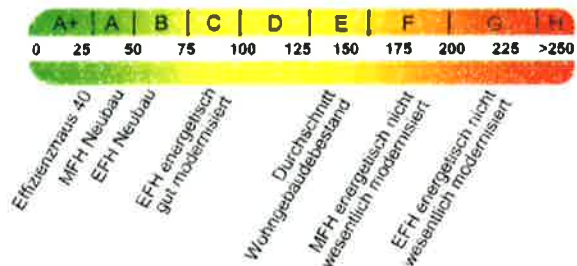 A+ A B C D E F G H
0 25 50 75 100 125 150 175 200 225 >250
Effizienzhaus 40
MFH Neubau
EFH Neubau
EFH energetisch
gut modernisiert
Durchschnitt
Wohngebäudebestand
MFH energetisch nicht
wesentlich modernisiert
EFH energetisch nicht
wesentlich modernisiert